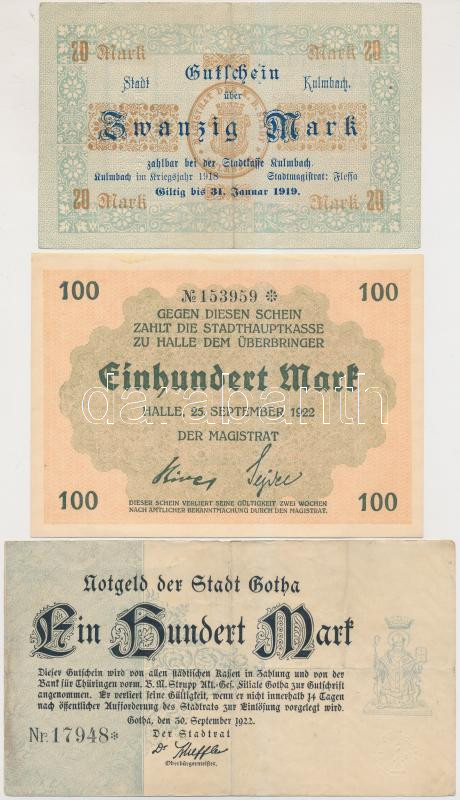 20 Mark
Mark 20
Gutschein
Stadt
über
Kulmbach.
Zwanzig Mark
zahlbar bei der Stadtkasse Kulmbach.
Kulmbach im Kriegsjahr 1918
Stadtmagistrat: Flessa
20 Mark
Mark 20
Giltig bis 31. Januar 1919.
№ 153959 *
100
100
GEGEN DIESEN SCHEIN
ZAHLT DIE STADTHAUPTKASSE
ZU HALLE DEM ÜBERBRINGER
Einhundert Mark
darabanth
HALLE, 25. SEPTEMBER 1922
DER MAGISTRAT
100
100
DIESER SCHEIN VERLIERT SEINE GÜLTIGKEIT ZWEI WOCHEN
NACH AMTLICHER BEKANNTMACHUNG DURCH DEN MAGISTRAT.
Notgeld der Stadt Gotha
Ein Hundert Mark
Dieser Gutschein wird von allen städtischen Kassen in Zahlung und von der
Bank für Thüringen vorm. B. M. Strupp Akt.-Ges. Filiale Gotha zur Gutschrift
angenommen. Er verliert seine Gültigkeit, wenn er nicht innerhalb 14 Tagen
nach öffentlicher Aufforderung des Stadtrats zur Einlösung vorgelegt wird.
Gotha, den 30. September 1922.
Der Stadtrat
Nr. 17948*
Oberbürgermeister.